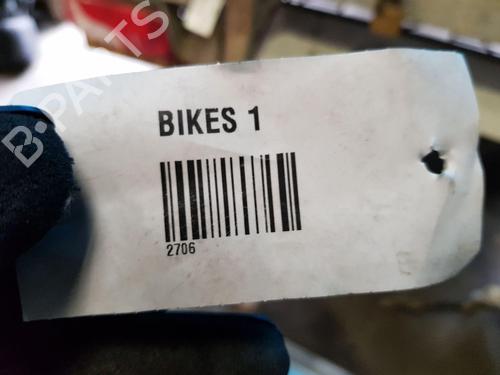 B-PARTS
BIKES 1
2706
E